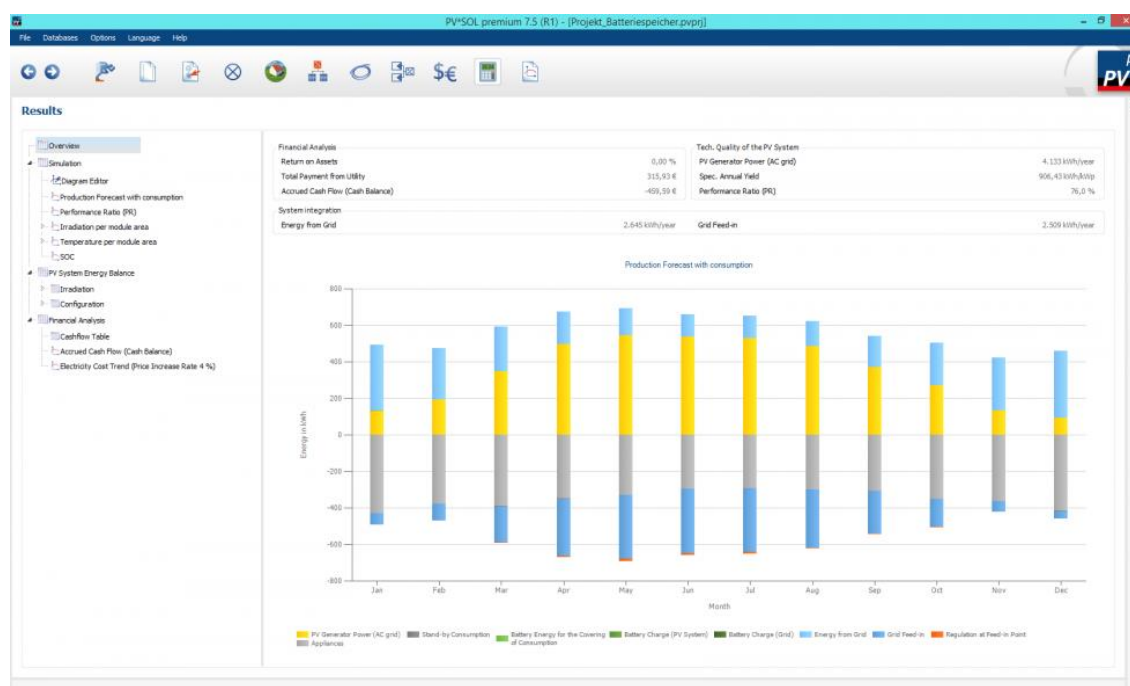 PV*SOL premium 7.5 (R1) - [Projekt_Batteriespeicher.pvprj]
File Databases Options Language Help
$€
PV
Results
Overview
Simulation
Diagram Editor
Production Forecast with consumption
Performance Ratio (PR)
Irradiation per module area
Temperature per module area
SOC
PV System Energy Balance
Irradiation
Configuration
Financial Analysis
Cashflow Table
Accrued Cash Flow (Cash Balance)
Electricity Cost Trend (Price Increase Rate 4 %)
Financial Analysis
Return on Assets 0,00 %
Total Payment from Utility 315,93 €
Accrued Cash Flow (Cash Balance) -459,59 €
Tech. Quality of the PV System
PV Generator Power (AC grid) 4.133 kWh/year
Spec. Annual Yield 906,43 kWh/kWp
Performance Ratio (PR) 76,0 %
System integration
Energy from Grid 2.645 kWh/year Grid Feed-in 2.509 kWh/year
Production Forecast with consumption
Energy in kWh
800
600
400
200
0
-200
-400
-600
-800
Jan Feb Mar Apr May Jun Jul Aug Sep Oct Nov Dec
Month
PV Generator Power (AC grid) Stand-by Consumption Battery Energy for the Covering of Consumption Battery Charge (PV System) Battery Charge (Grid) Energy from Grid Grid Feed-in Regulation at Feed-in Point
Appliances